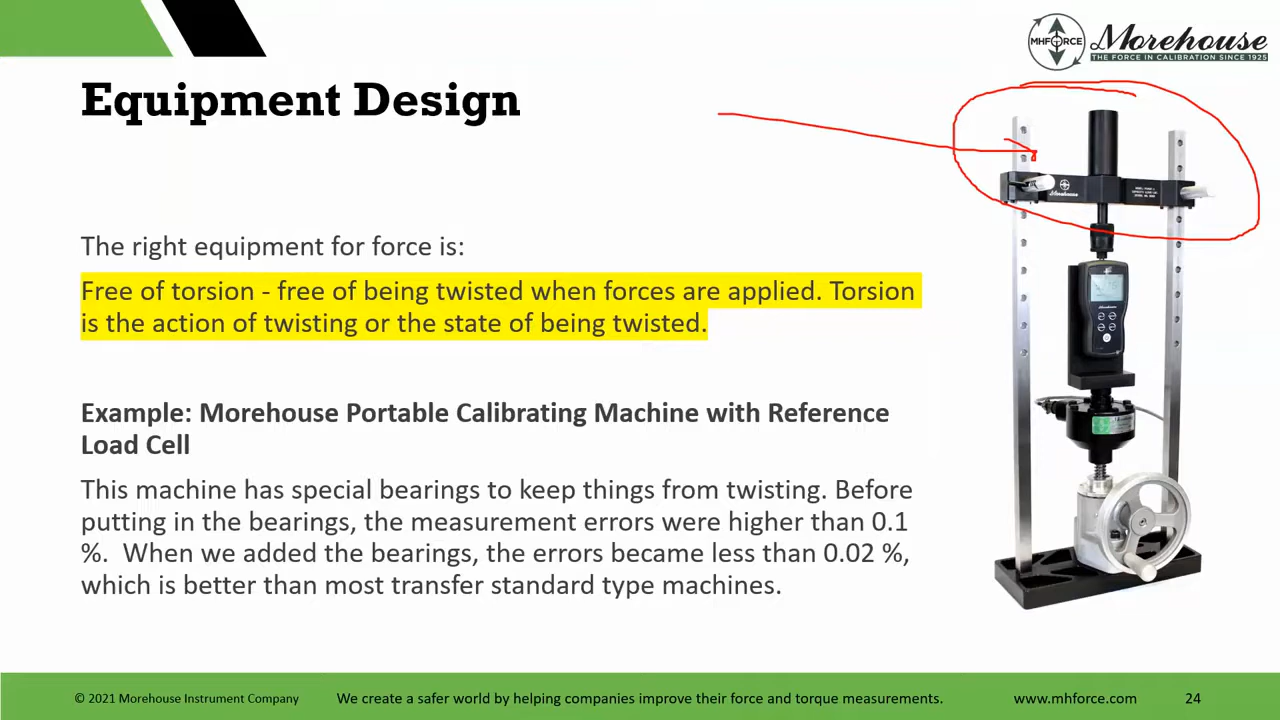 MHFORCE
Morehouse
THE FORCE IN CALIBRATION SINCE 1925
Equipment Design
The right equipment for force is:
Free of torsion - free of being twisted when forces are applied. Torsion
is the action of twisting or the state of being twisted.
Example: Morehouse Portable Calibrating Machine with Reference
Load Cell
This machine has special bearings to keep things from twisting. Before
putting in the bearings, the measurement errors were higher than 0.1
%.  When we added the bearings, the errors became less than 0.02 %,
which is better than most transfer standard type machines.
Morehouse
© 2021 Morehouse Instrument Company
We create a safer world by helping companies improve their force and torque measurements.
www.mhforce.com
24